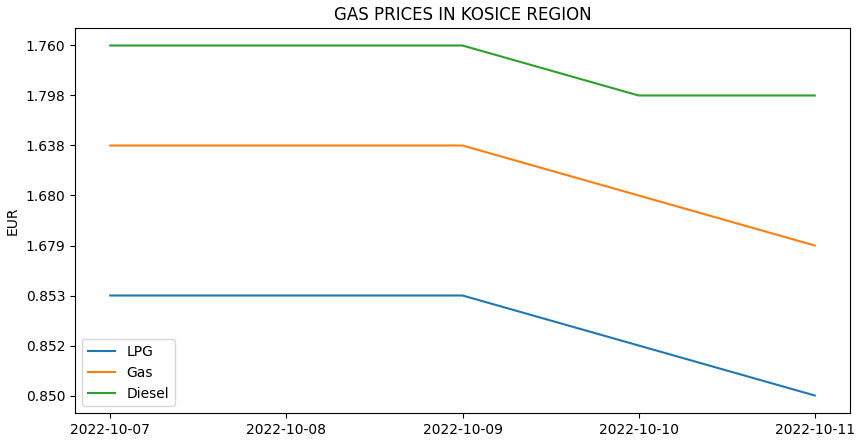 GAS PRICES IN KOSICE REGION
EUR
1.760
1.798
1.638
1.680
1.679
0.853
0.852
0.850
LPG
Gas
Diesel
2022-10-07 2022-10-08 2022-10-09 2022-10-10 2022-10-11